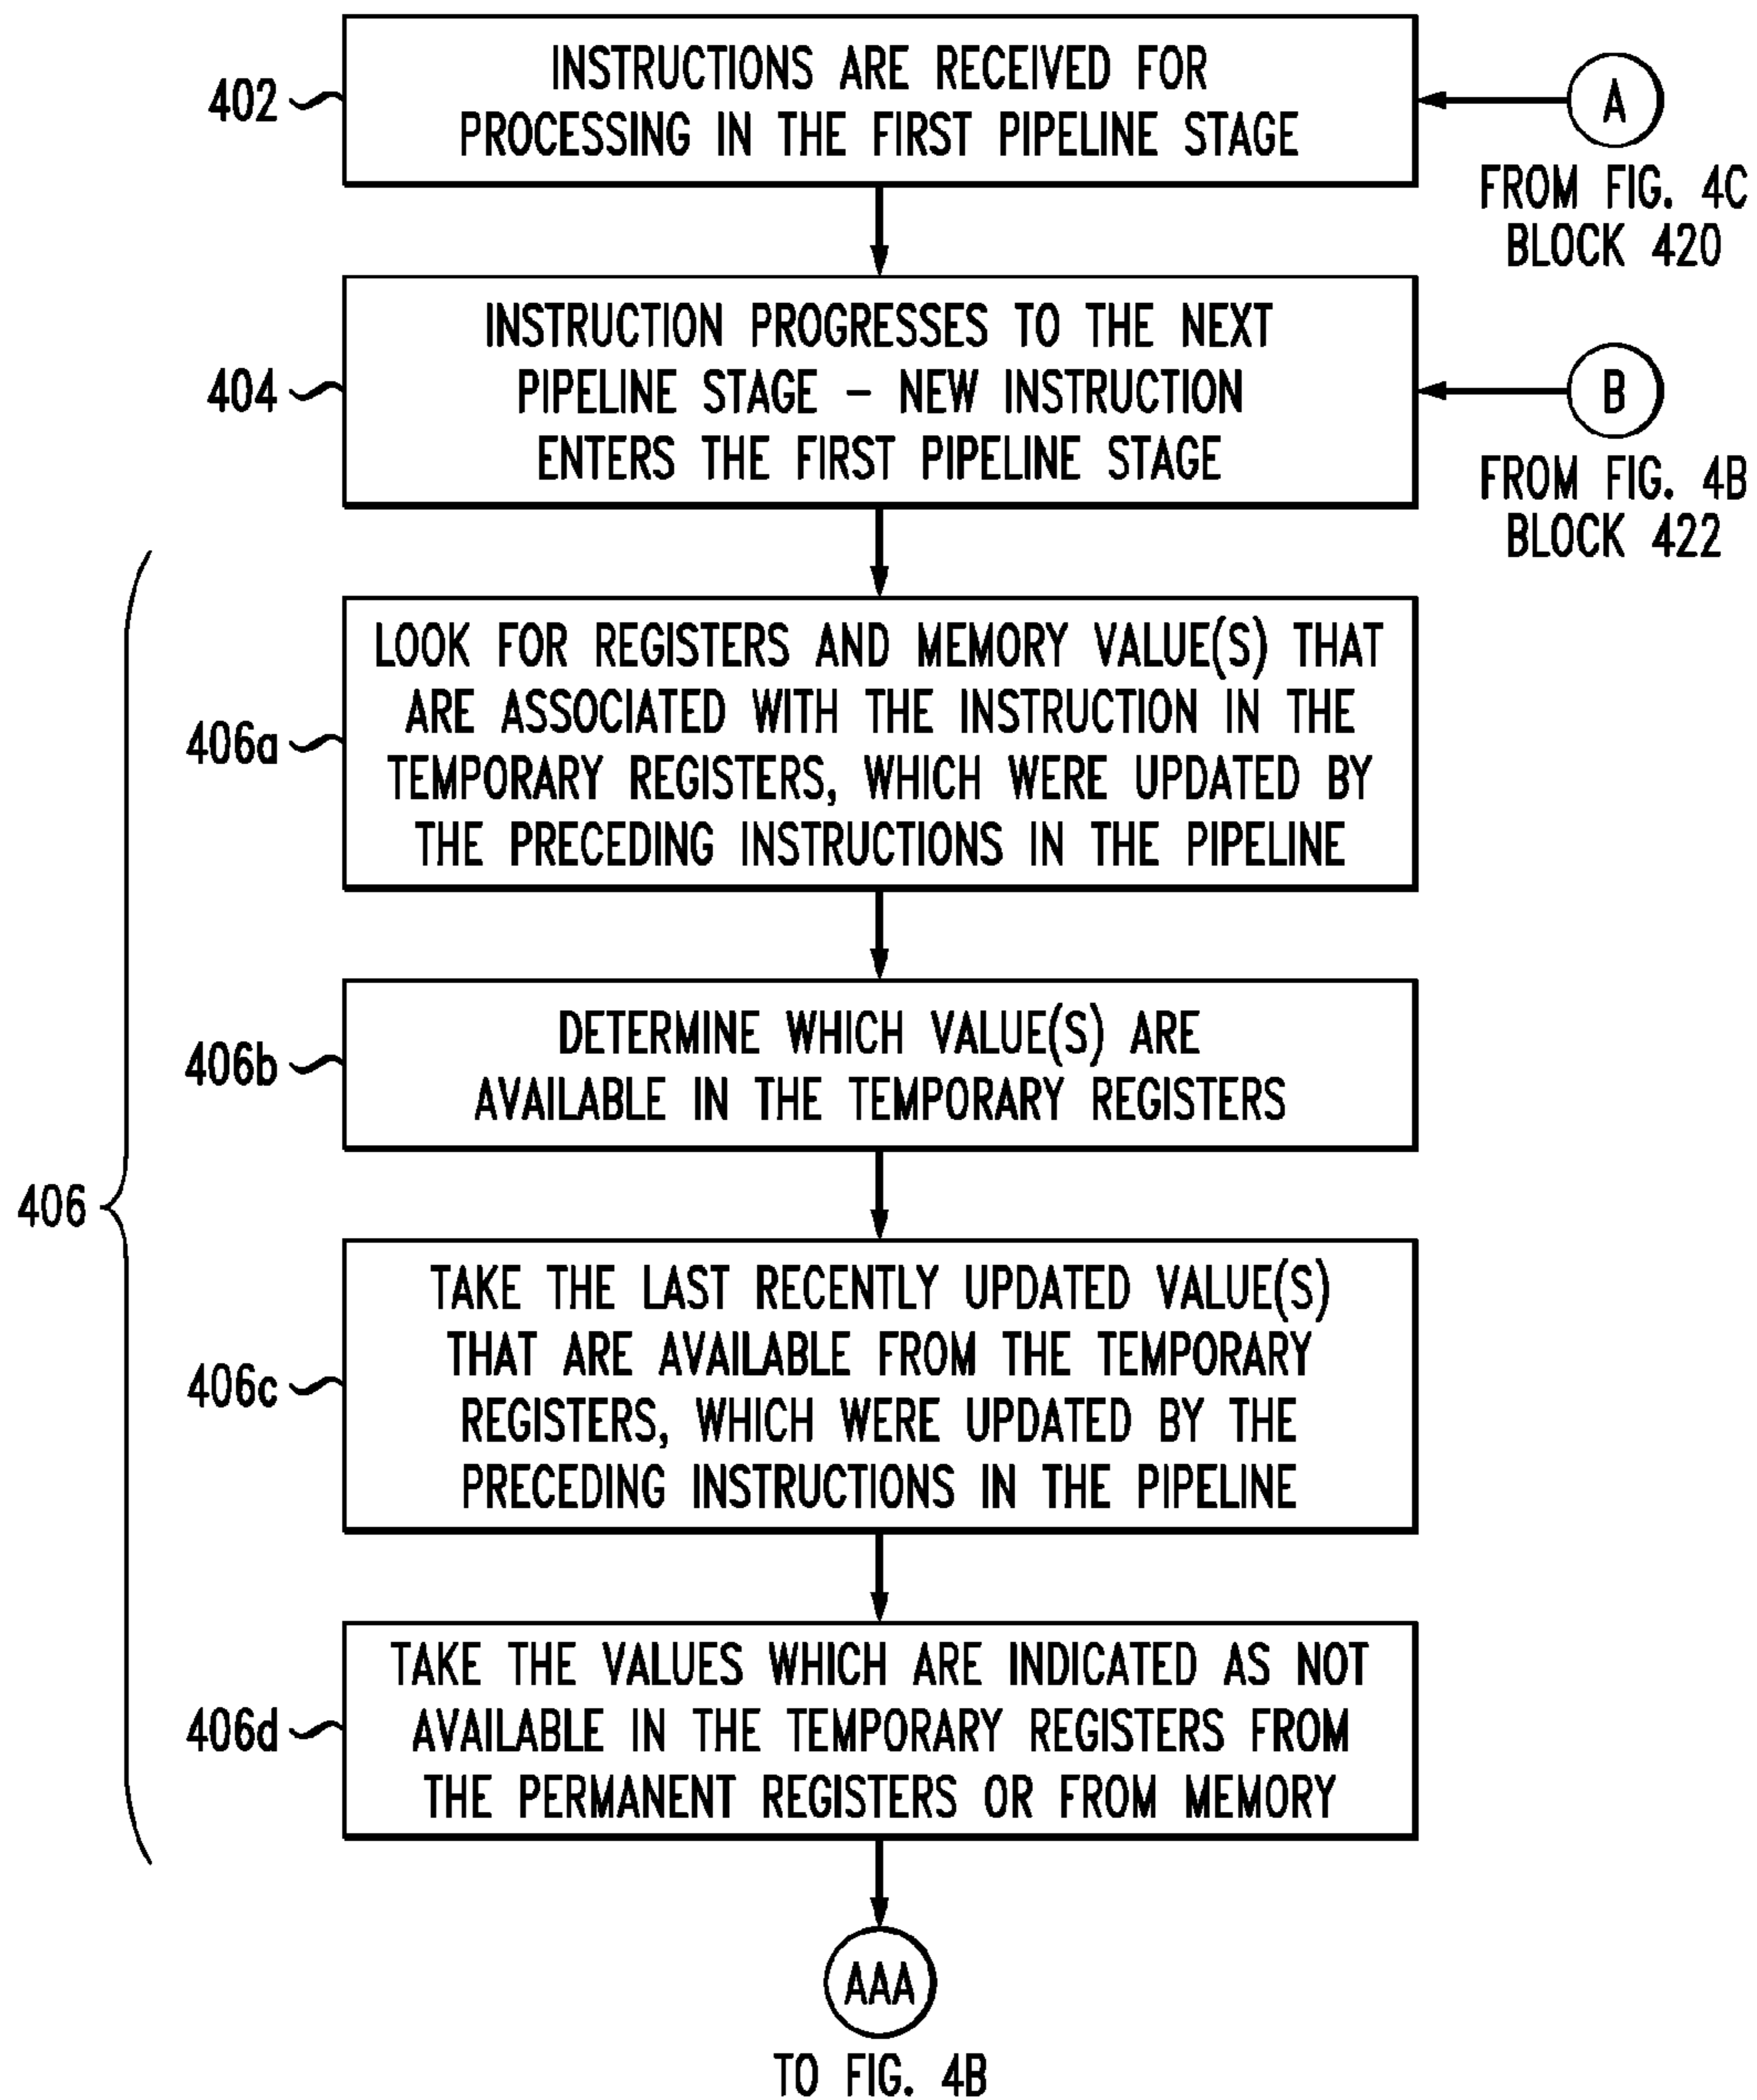 402
INSTRUCTIONS ARE RECEIVED FOR
PROCESSING IN THE FIRST PIPELINE STAGE
A
FROM FIG. 4C
BLOCK 420
404
INSTRUCTION PROGRESSES TO THE NEXT
PIPELINE STAGE – NEW INSTRUCTION
ENTERS THE FIRST PIPELINE STAGE
B
FROM FIG. 4B
BLOCK 422
406
406a
LOOK FOR REGISTERS AND MEMORY VALUE(S) THAT
ARE ASSOCIATED WITH THE INSTRUCTION IN THE
TEMPORARY REGISTERS, WHICH WERE UPDATED BY
THE PRECEDING INSTRUCTIONS IN THE PIPELINE
406b
DETERMINE WHICH VALUE(S) ARE
AVAILABLE IN THE TEMPORARY REGISTERS
406c
TAKE THE LAST RECENTLY UPDATED VALUE(S)
THAT ARE AVAILABLE FROM THE TEMPORARY
REGISTERS, WHICH WERE UPDATED BY THE
PRECEDING INSTRUCTIONS IN THE PIPELINE
406d
TAKE THE VALUES WHICH ARE INDICATED AS NOT
AVAILABLE IN THE TEMPORARY REGISTERS FROM
THE PERMANENT REGISTERS OR FROM MEMORY
AAA
TO FIG. 4B